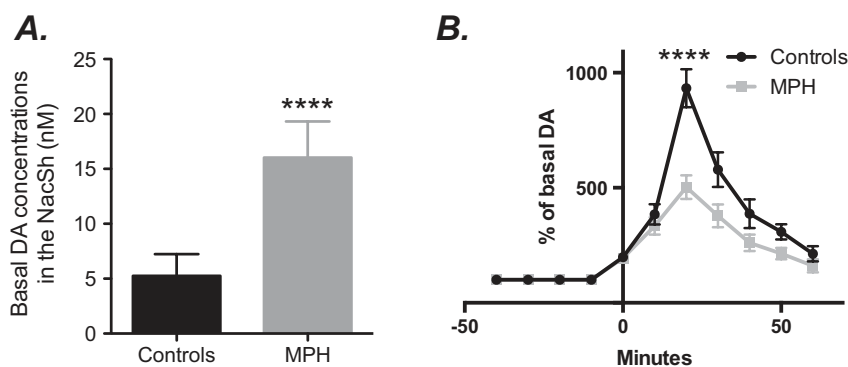 A.
Basal DA concentrations
in the NacSh (nM)
25
20
15
10
5
0
****
Controls
MPH
B.
% of basal DA
1000
500
****
Controls
MPH
-50
0
50
Minutes